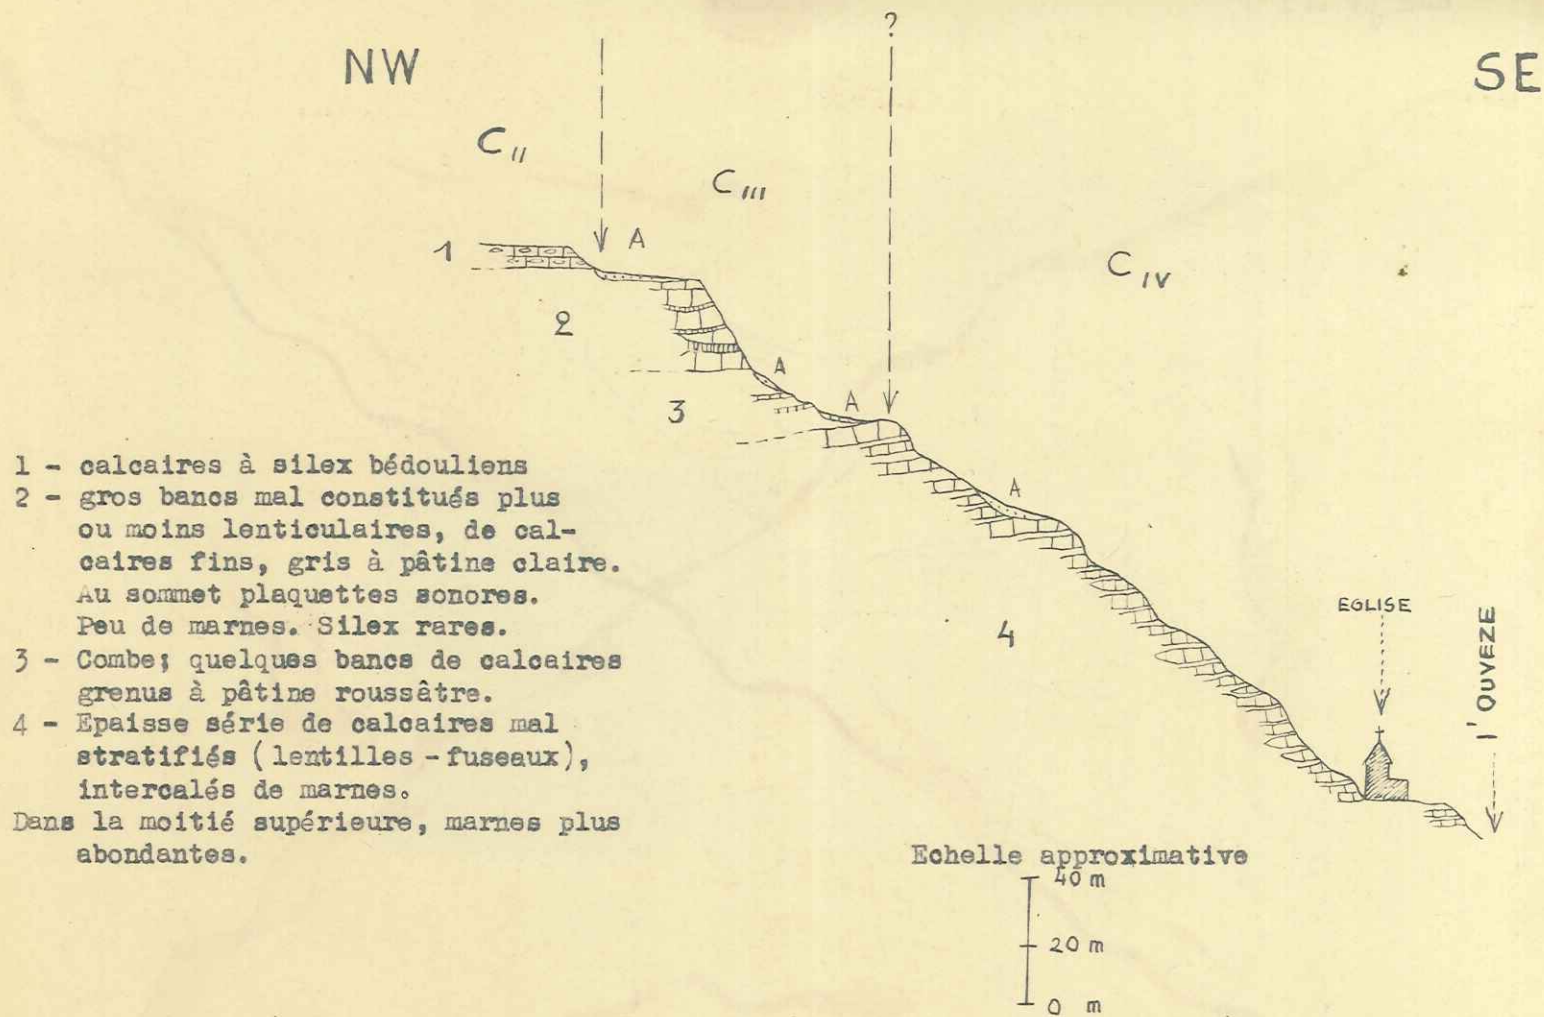 ?
NW
SE
C II
C III
C IV
1
A
2
A
3
A
A
4
1 - calcaires à silex bédouliens
2 - gros bancs mal constitués plus
ou moins lenticulaires, de cal-
caires fins, gris à pâtine claire.
Au sommet plaquettes sonores.
Peu de marnes. Silex rares.
3 - Combe; quelques bancs de calcaires
grenus à pâtine roussâtre.
4 - Epaisse série de calcaires mal
stratifiés (lentilles - fuseaux),
intercalés de marnes.
Dans la moitié supérieure, marnes plus
abondantes.
EGLISE
l'OUVEZE
Echelle approximative
40 m
20 m
0 m